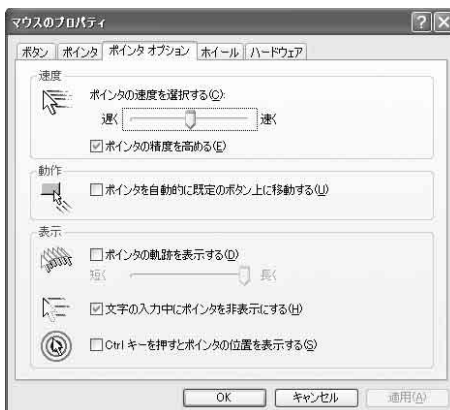 マウスのプロパティ
ボタン ポインタ ポインタ オプション ホイール ハードウェア
速度
ポインタの速度を選択する(C):
遅く 速く
ポインタの精度を高める(E)
動作
ポインタを自動的に既定のボタン上に移動する(U)
表示
ポインタの軌跡を表示する(D)
短く 長く
文字の入力中にポインタを非表示にする(H)
Ctrl キーを押すとポインタの位置を表示する(S)
OK キャンセル 適用(A)